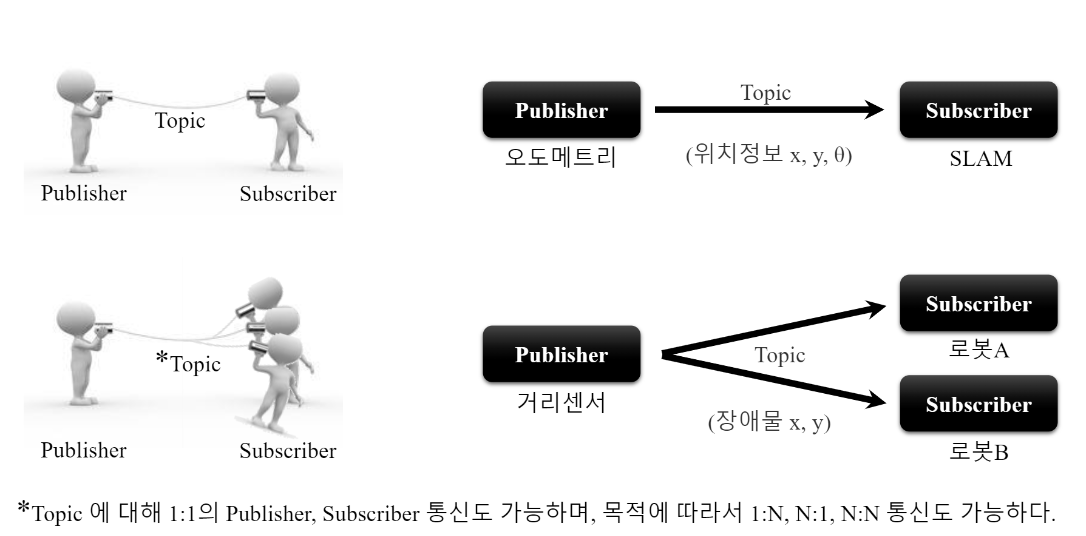 Topic
Publisher
Subscriber
Publisher
Topic
Subscriber
오도메트리
(위치정보 x, y, θ)
SLAM
*Topic
Publisher
Subscriber
Publisher
거리센서
Topic
(장애물 x, y)
Subscriber
로봇A
Subscriber
로봇B
*Topic 에 대해 1:1의 Publisher, Subscriber 통신도 가능하며, 목적에 따라서 1:N, N:1, N:N 통신도 가능하다.